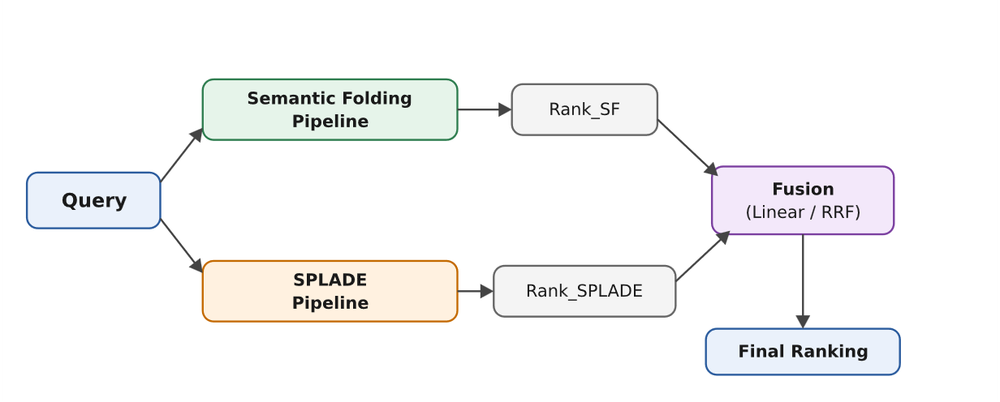 Semantic Folding
Pipeline
Rank_SF
Query
Fusion
(Linear / RRF)
SPLADE
Pipeline
Rank_SPLADE
Final Ranking